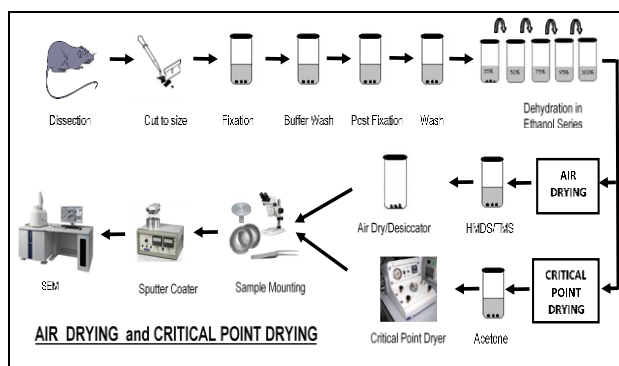 Dissection
Cut to size
Fixation
Buffer Wash
Post Fixation
Wash
35%
50%
75%
95%
100%
Dehydration in
Ethanol Series
AIR
DRYING
HMDS/TMS
Air Dry/Desiccator
CRITICAL
POINT
DRYING
Acetone
Critical Point Dryer
Sample Mounting
Sputter Coater
SEM
AIR DRYING and CRITICAL POINT DRYING